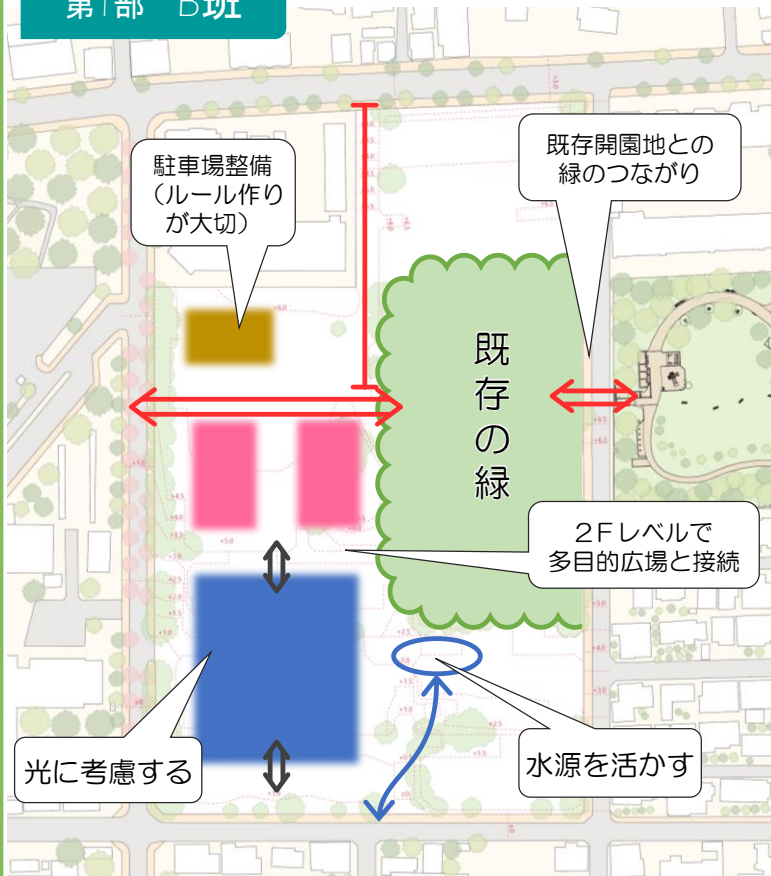 第1部 B班
駐車場整備
（ルール作り
が大切）
既存開園地との
緑のつながり
既
存
の
緑
２Ｆレベルで
多目的広場と接続
光に考慮する
水源を活かす